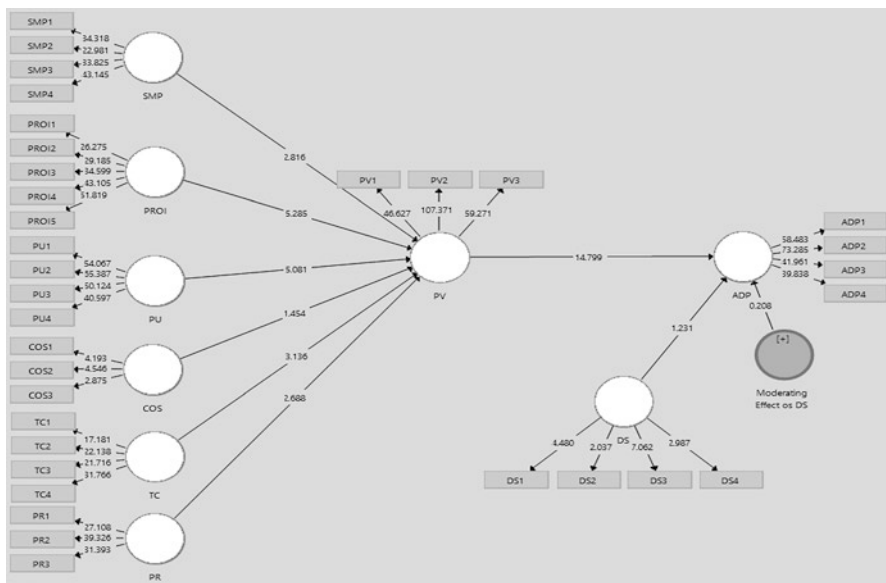 SMP1
SMP2
SMP3
SMP4
34.318
22.981
33.825
43.145
SMP
2.816
PROI1
PROI2
PROI3
PROI4
PROI5
26.275
29.185
34.599
43.105
51.819
PROI
5.285
PV1
PV2
PV3
46.627
107.371
59.271
PV
14.799
PU1
PU2
PU3
PU4
54.067
55.387
50.124
40.597
PU
5.081
ADP1
ADP2
ADP3
ADP4
58.483
73.285
41.961
39.838
ADP
0.208
[+]
Moderating
Effect os DS
COS1
COS2
COS3
4.193
4.546
2.875
COS
1.454
1.231
DS
4.480
2.037
7.062
2.987
DS1
DS2
DS3
DS4
TC1
TC2
TC3
TC4
17.181
22.138
21.716
31.766
TC
3.136
PR1
PR2
PR3
27.108
39.326
31.393
PR
2.688